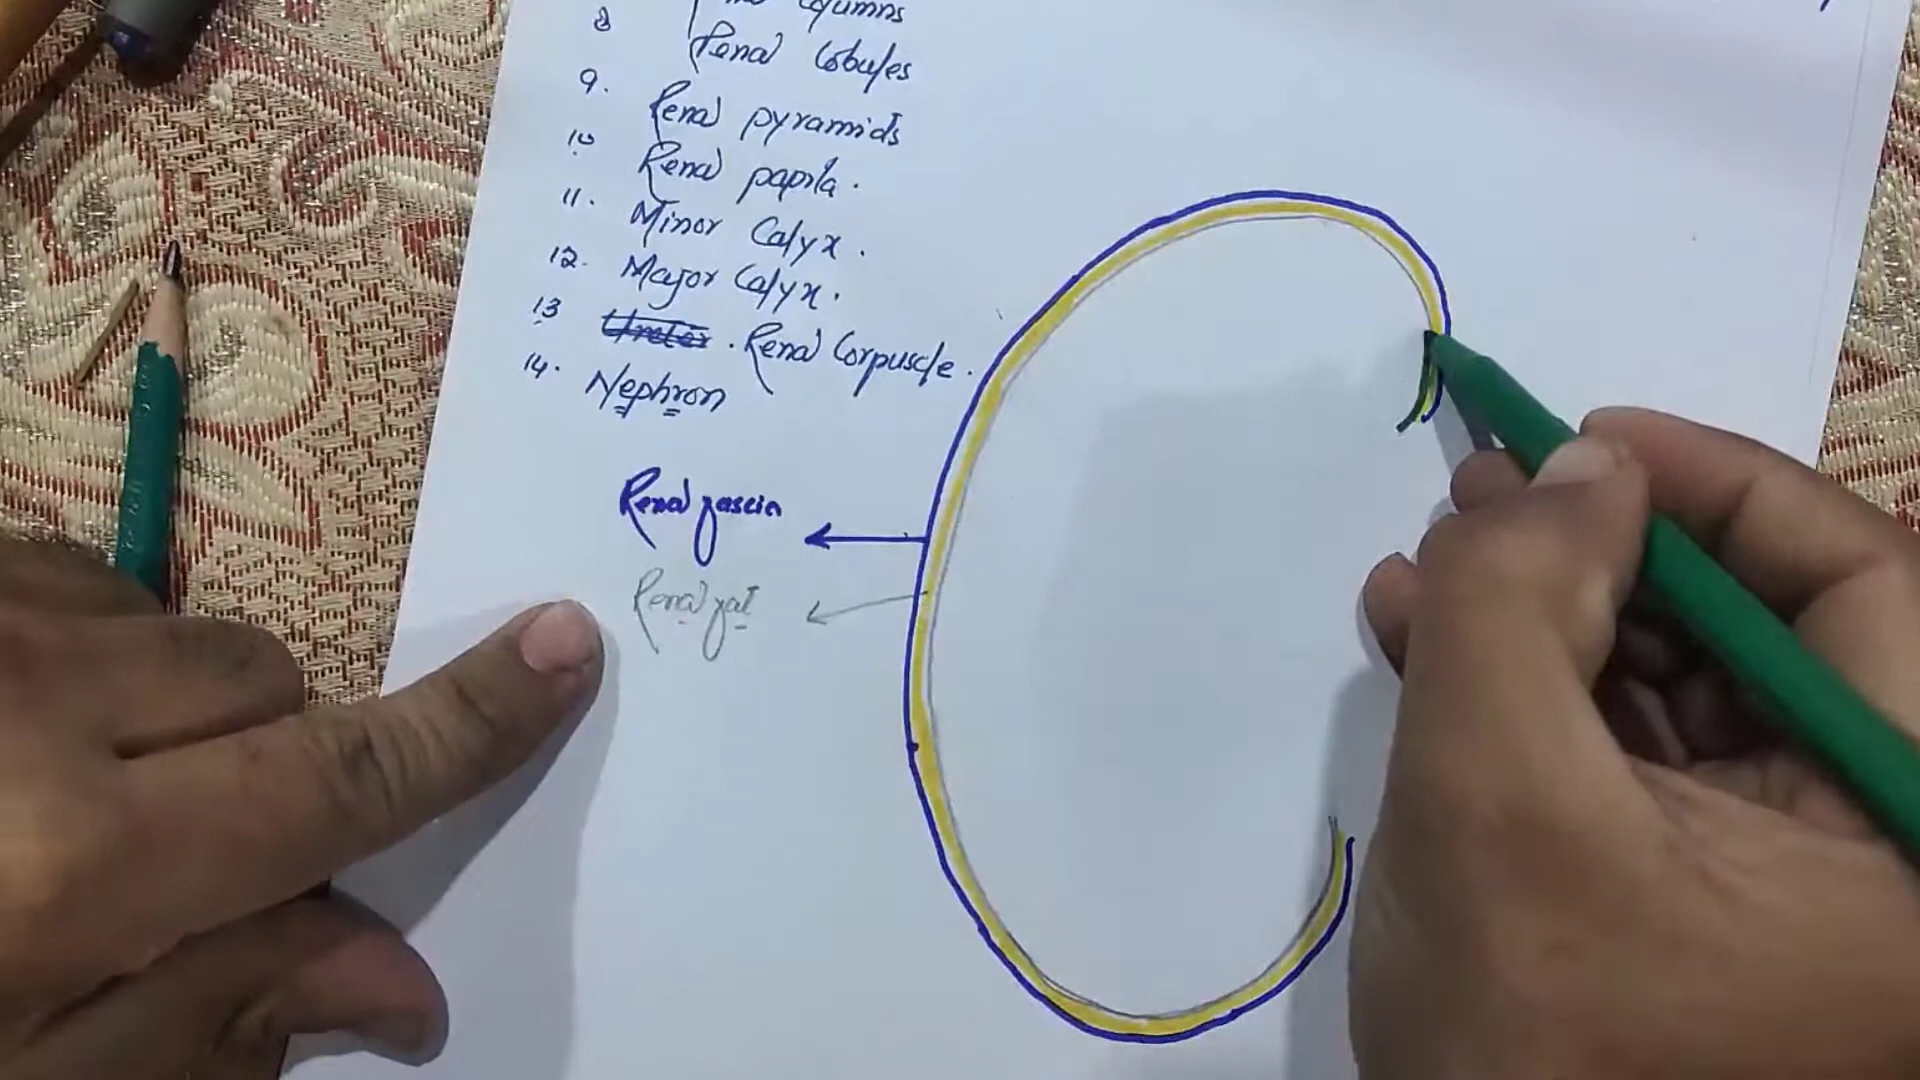 columns
8 Renal lobules
9. Renal pyramids
10 Renal papila.
11. Minor Calyx.
12. Major Calyx.
13 Ureter. Renal Corpuscle.
14. Nephron
Renal fascia
Renal fat